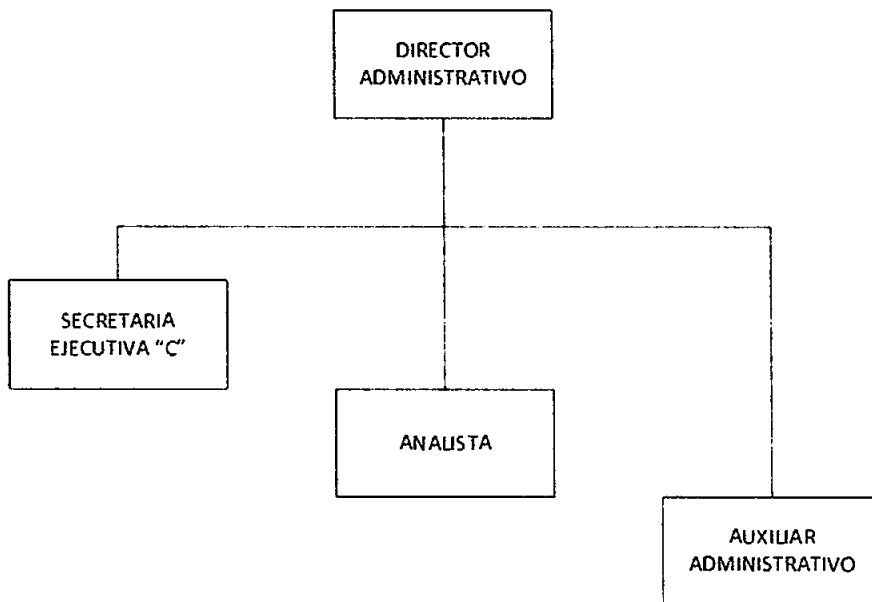 DIRECTOR
ADMINISTRATIVO
SECRETARIA
EJECUTIVA “C”
ANALISTA
AUXILIAR
ADMINISTRATIVO